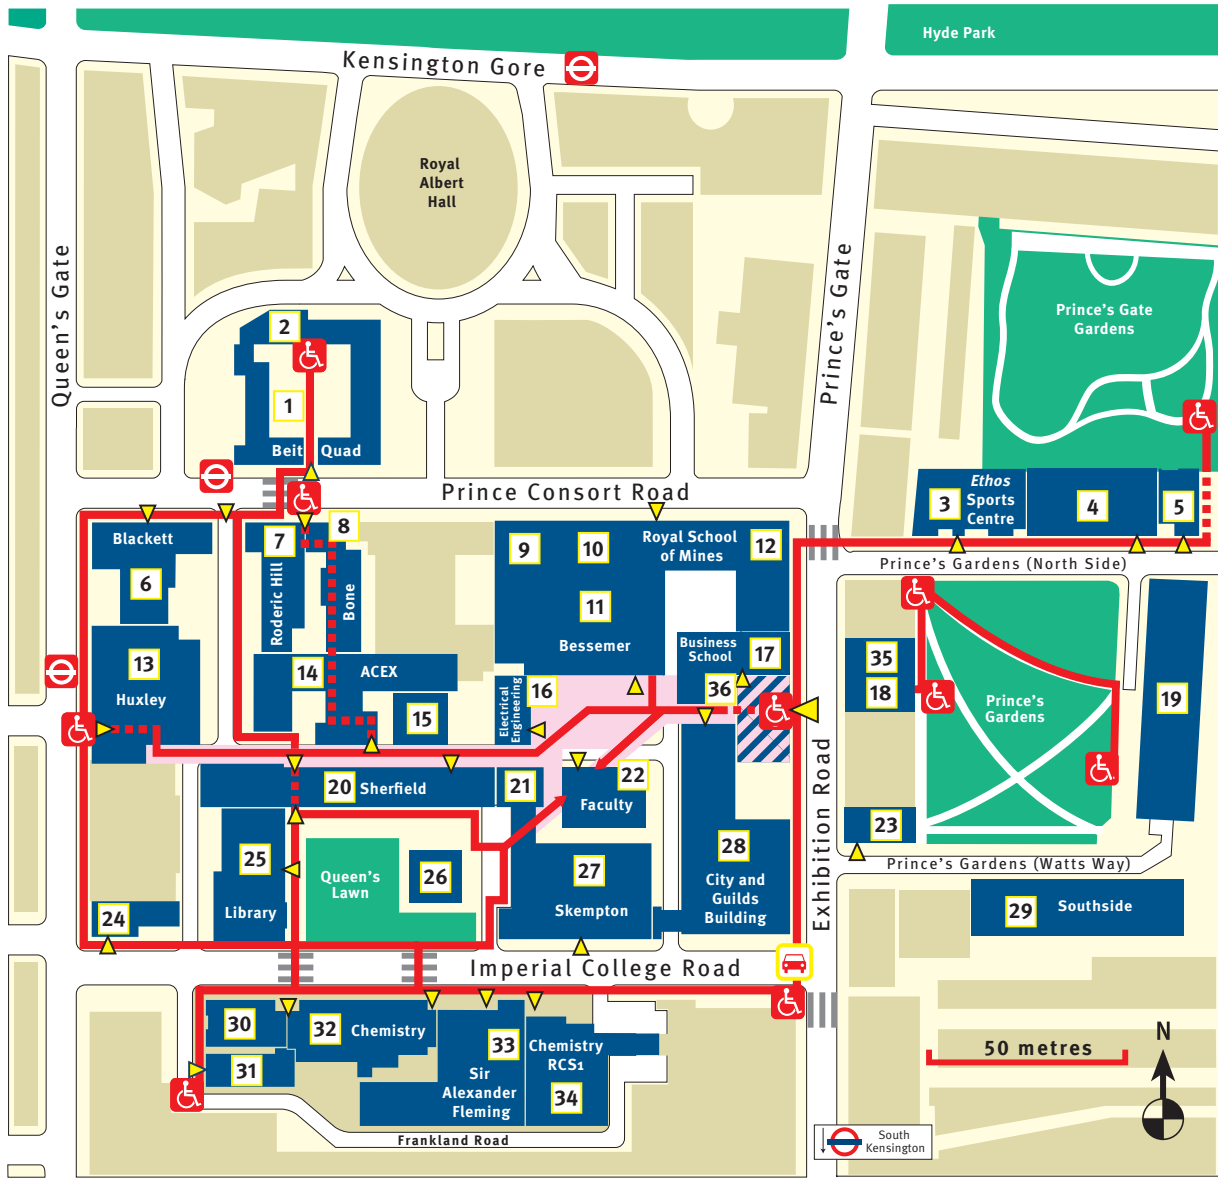 Hyde Park
Kensington Gore
Royal
Albert
Hall
Queen's Gate
Prince's Gate
Prince's Gate
Gardens
2
1
Beit Quad
Prince Consort Road
3
Ethos
Sports
Centre
4
5
Prince's Gardens (North Side)
Blackett
6
7
8
Roderic Hill
Bone
9
10
Royal School
of Mines
12
11
Bessemer
Business
School
17
36
13
Huxley
14
ACEX
15
16
Electrical
Engineering
35
18
Prince's
Gardens
19
20
Sherfield
21
22
Faculty
23
Prince's Gardens (Watts Way)
Exhibition Road
24
25
Library
Queen's
Lawn
26
27
Skempton
28
City and
Guilds
Building
29
Southside
Imperial College Road
30
31
32
Chemistry
33
Sir
Alexander
Fleming
Chemistry
RCS1
34
Frankland Road
50 metres
N
South
Kensington